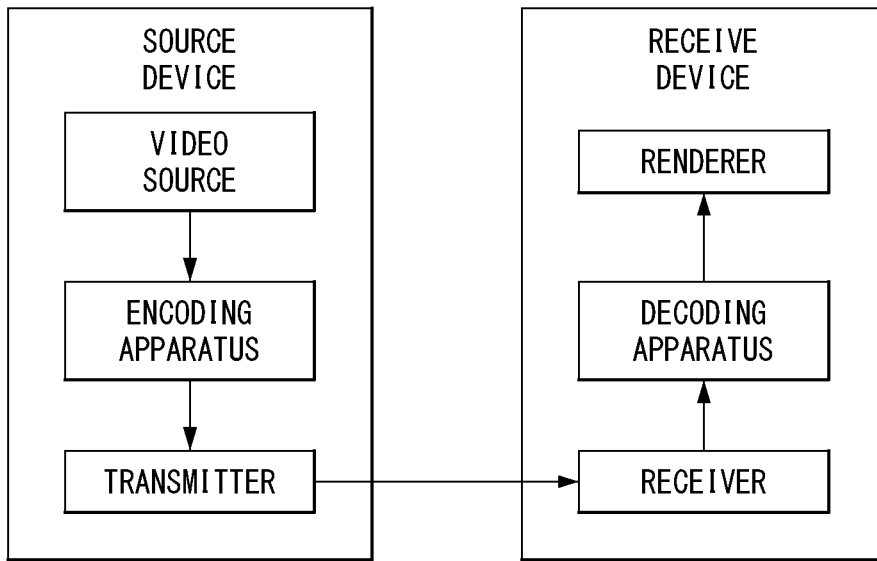 SOURCE
DEVICE
VIDEO
SOURCE
ENCODING
APPARATUS
TRANSMITTER
RECEIVE
DEVICE
RENDERER
DECODING
APPARATUS
RECEIVER